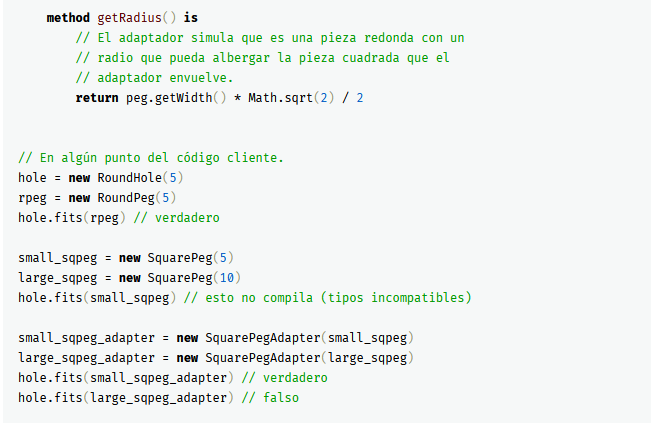 method getRadius() is
// El adaptador simula que es una pieza redonda con un
// radio que pueda albergar la pieza cuadrada que el
// adaptador envuelve.
return peg.getWidth() * Math.sqrt(2) / 2
// En algún punto del código cliente.
hole = new RoundHole(5)
rpeg = new RoundPeg(5)
hole.fits(rpeg) // verdadero
small_sqpeg = new SquarePeg(5)
large_sqpeg = new SquarePeg(10)
hole.fits(small_sqpeg) // esto no compila (tipos incompatibles)
small_sqpeg_adapter = new SquarePegAdapter(small_sqpeg)
large_sqpeg_adapter = new SquarePegAdapter(large_sqpeg)
hole.fits(small_sqpeg_adapter) // verdadero
hole.fits(large_sqpeg_adapter) // falso